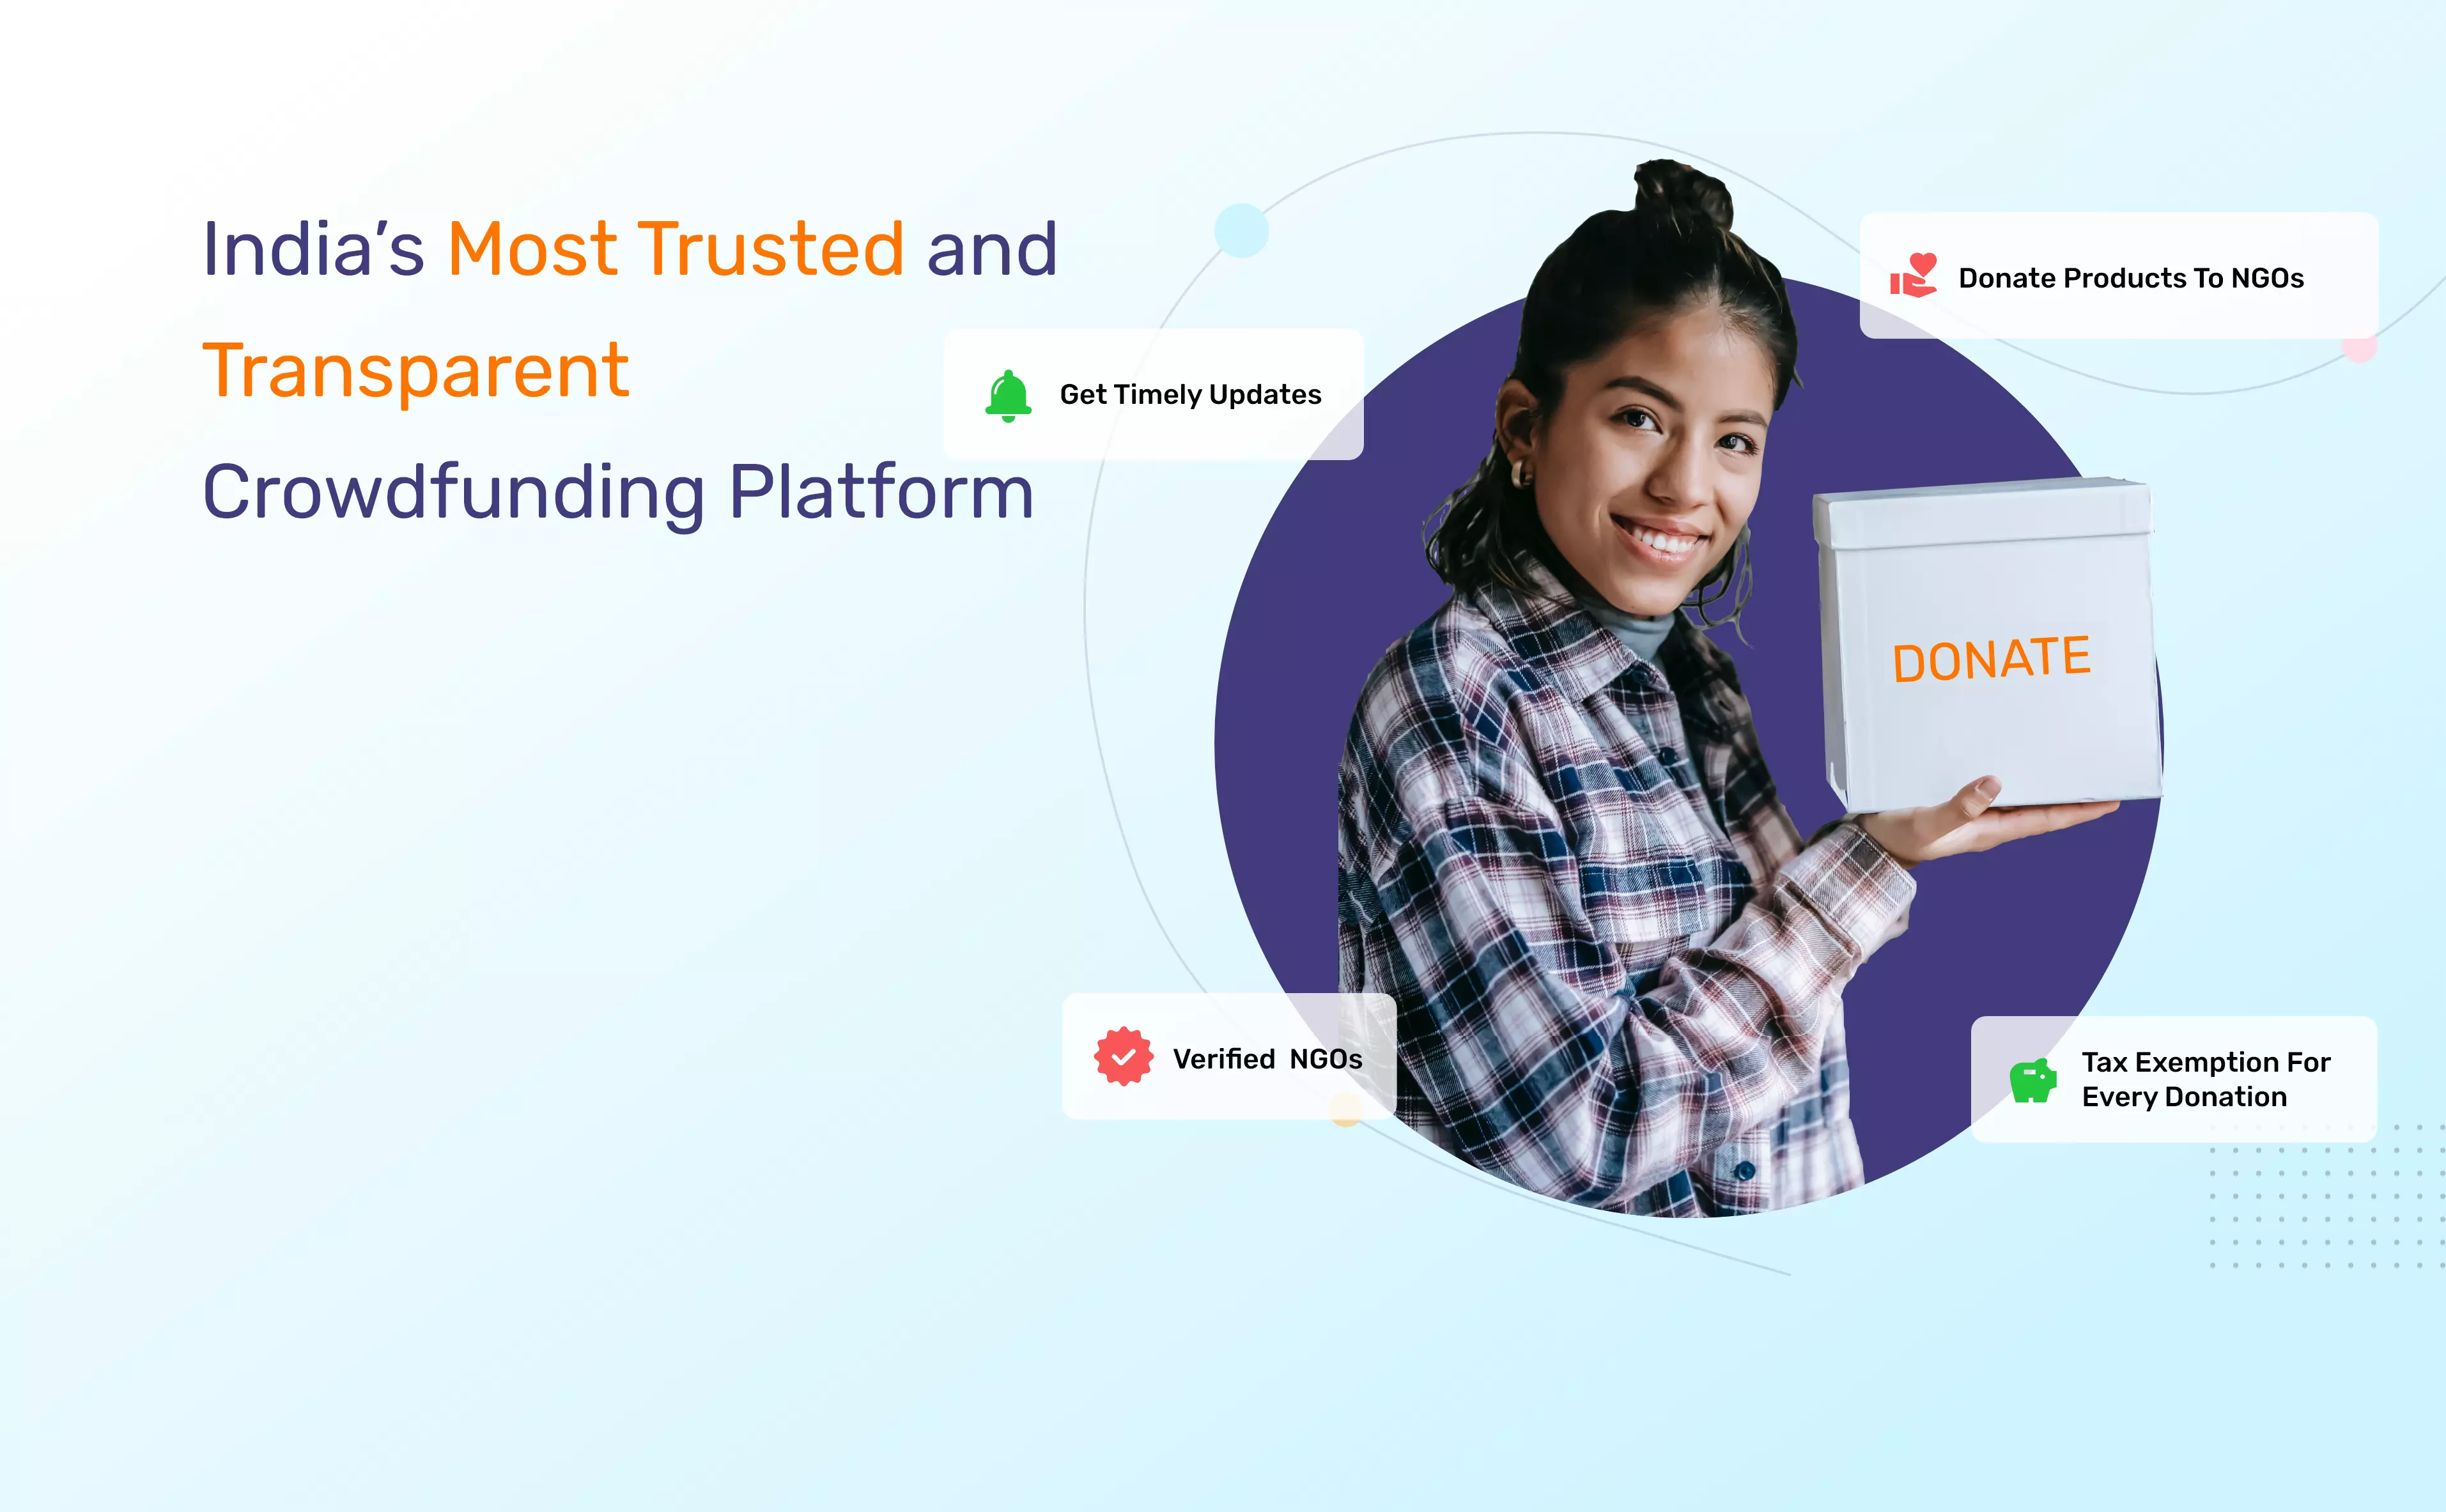 India’s Most Trusted and
Transparent
Crowdfunding Platform
Get Timely Updates
Donate Products To NGOs
DONATE
Verified NGOs
Tax Exemption For
Every Donation